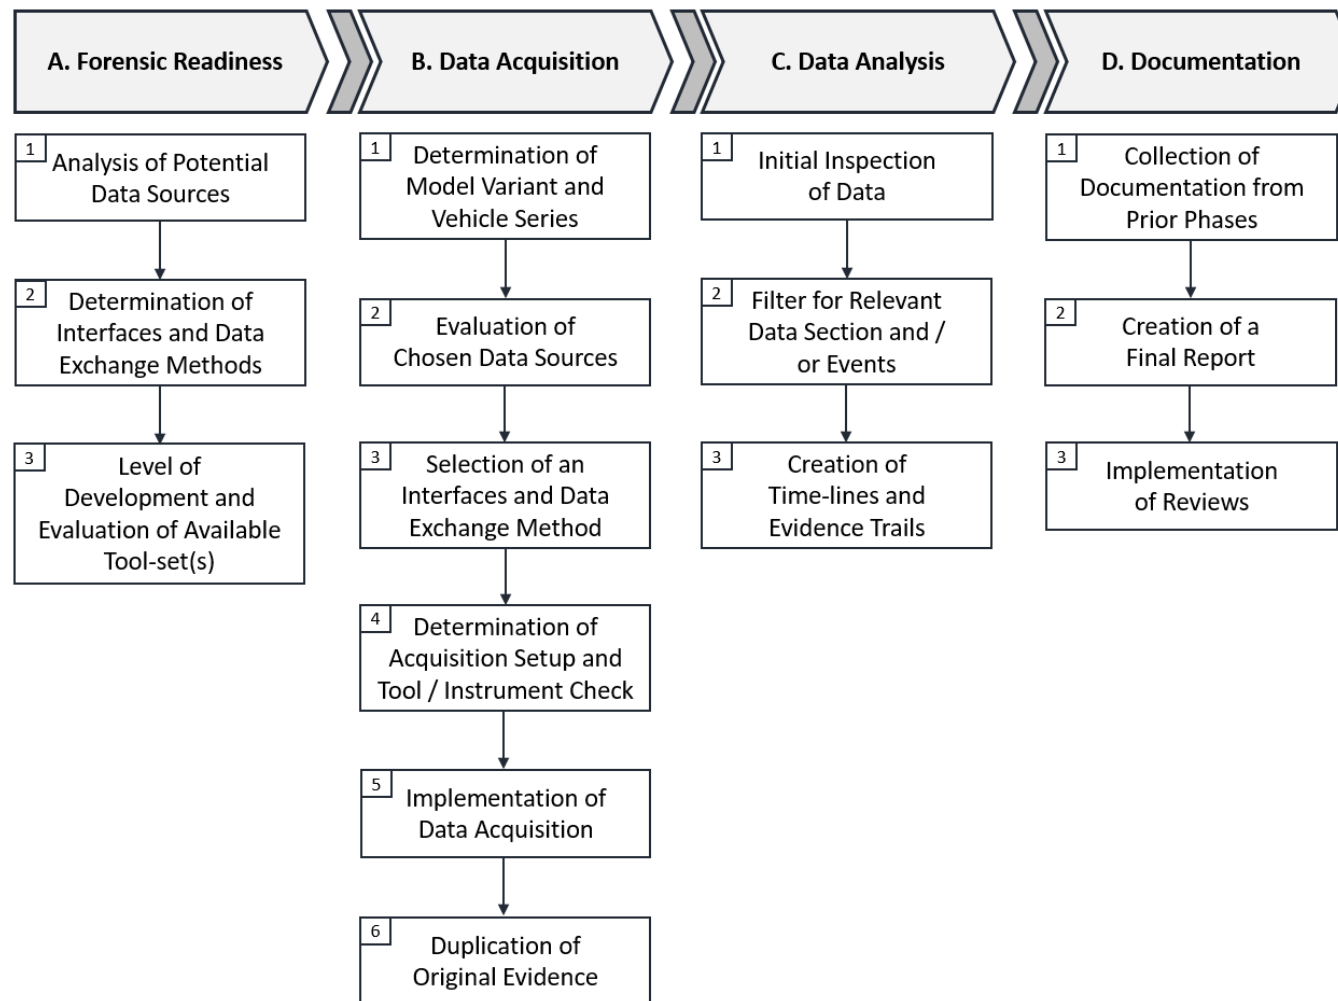 A. Forensic Readiness
B. Data Acquisition
C. Data Analysis
D. Documentation
1
Analysis of Potential
Data Sources
2
Determination of
Interfaces and Data
Exchange Methods
3
Level of
Development and
Evaluation of Available
Tool-set(s)
1
Determination of
Model Variant and
Vehicle Series
2
Evaluation of
Chosen Data Sources
3
Selection of an
Interfaces and Data
Exchange Method
4
Determination of
Acquisition Setup and
Tool / Instrument Check
5
Implementation of
Data Acquisition
6
Duplication of
Original Evidence
1
Initial Inspection
of Data
2
Filter for Relevant
Data Section and /
or Events
3
Creation of
Time-lines and
Evidence Trails
1
Collection of
Documentation from
Prior Phases
2
Creation of a
Final Report
3
Implementation
of Reviews